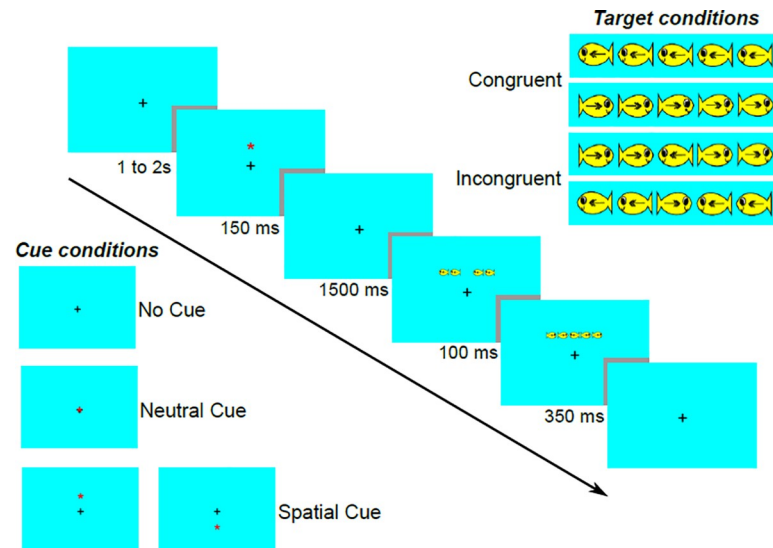 Target conditions
Congruent
Incongruent
1 to 2s
150 ms
1500 ms
100 ms
350 ms
Cue conditions
No Cue
Neutral Cue
Spatial Cue